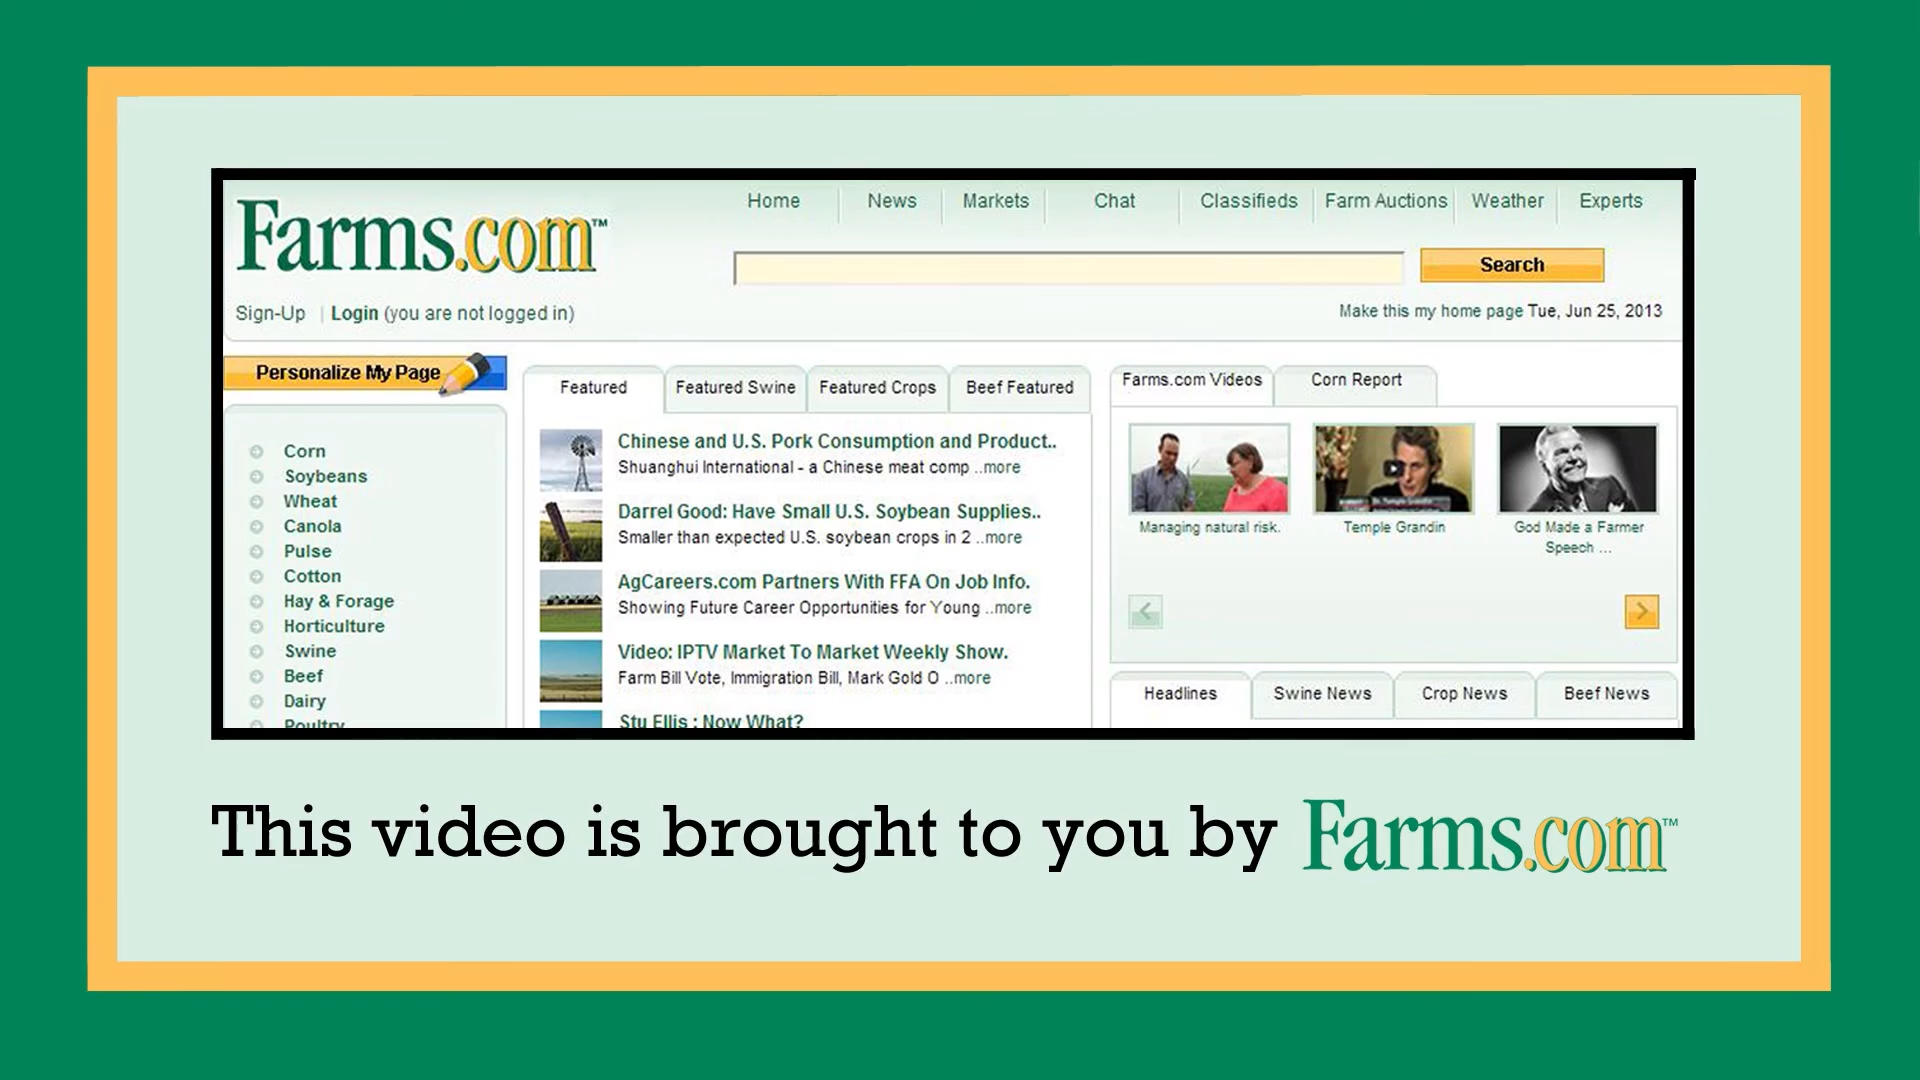 Home News Markets Chat Classifieds Farm Auctions Weather Experts
Farms.com™
Search
Sign-Up | Login (you are not logged in)
Make this my home page Tue, Jun 25, 2013
Personalize My Page
Corn
Soybeans
Wheat
Canola
Pulse
Cotton
Hay & Forage
Horticulture
Swine
Beef
Dairy
Poultry
Featured Featured Swine Featured Crops Beef Featured
Chinese and U.S. Pork Consumption and Product..
Shuanghui International - a Chinese meat comp ..more
Darrel Good: Have Small U.S. Soybean Supplies..
Smaller than expected U.S. soybean crops in 2 ..more
AgCareers.com Partners With FFA On Job Info.
Showing Future Career Opportunities for Young ..more
Video: IPTV Market To Market Weekly Show.
Farm Bill Vote, Immigration Bill, Mark Gold O ..more
Stu Ellis : Now What?
Farms.com Videos Corn Report
Managing natural risk.
Temple Grandin
God Made a Farmer
Speech ...
Headlines Swine News Crop News Beef News
This video is brought to you by Farms.com™